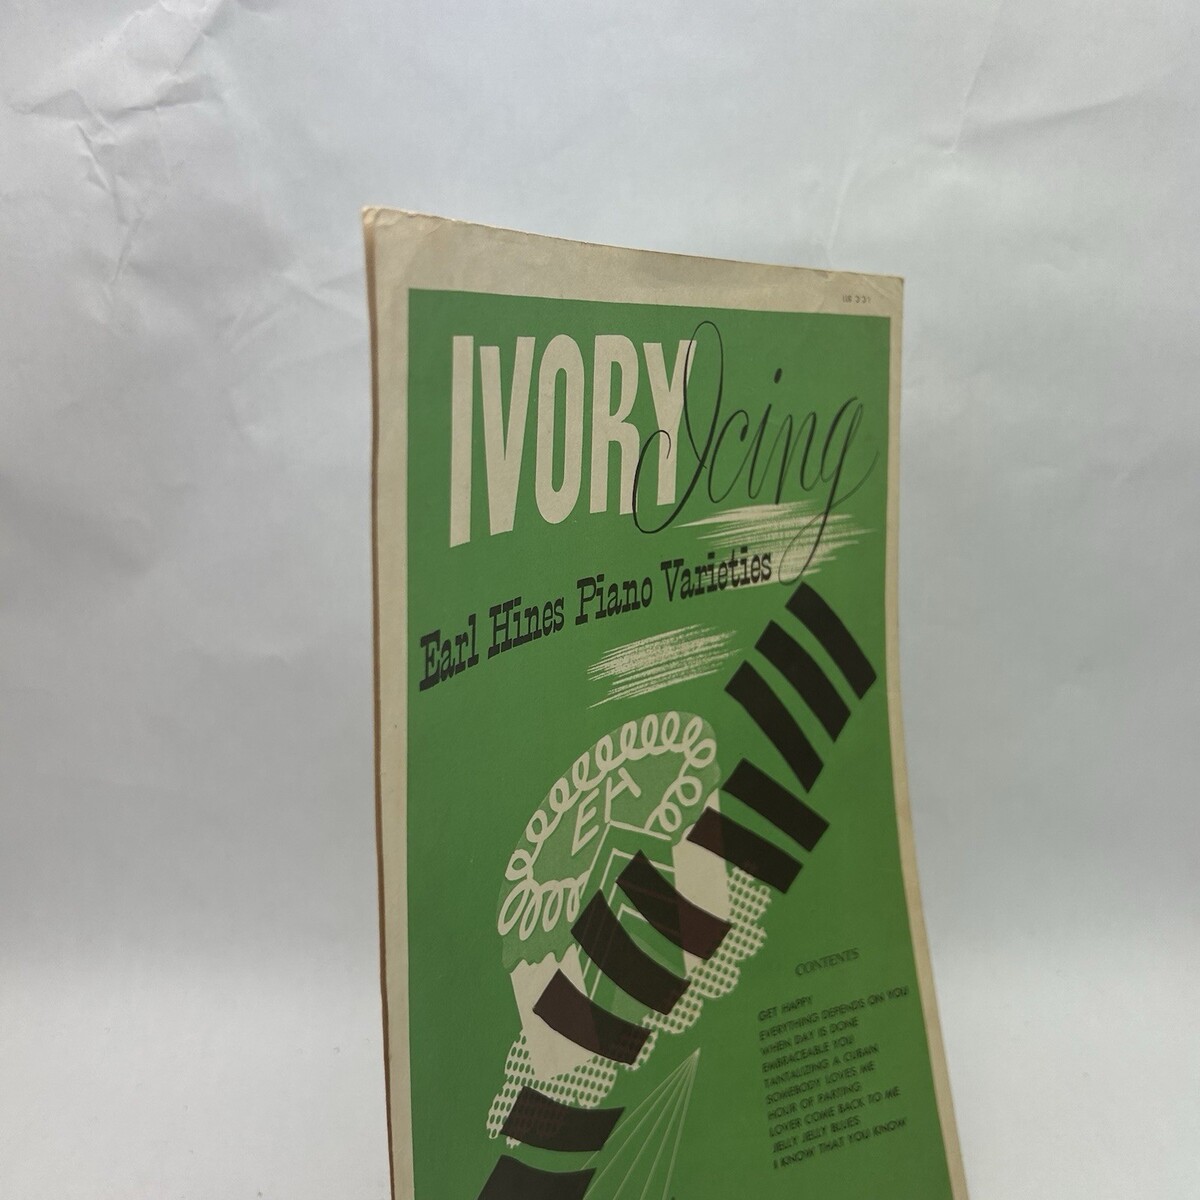 IVORY Icing
Earl Hines Piano Varieties
EH
CONTENTS
GET HAPPY
EVERYTHING DEPENDS ON YOU
WHEN DAY IS DONE
EMBRACEABLE YOU
TANTALIZING A CUBAN
SOMEBODY LOVES ME
HOUR OF PARTING
LOVER COME BACK TO ME
JELLY JELLY BLUES
I KNOW THAT YOU KNOW